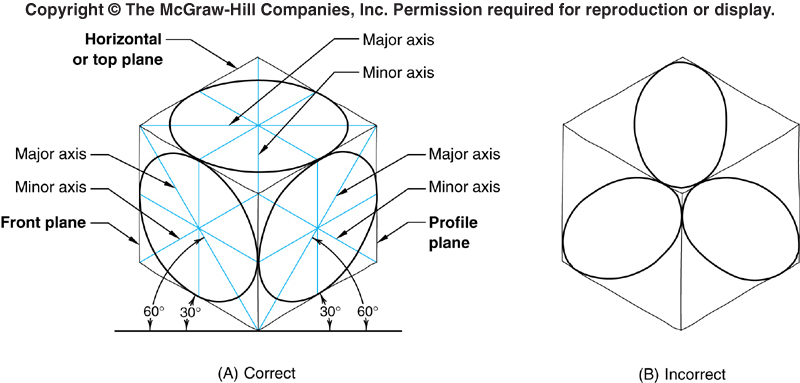 Copyright © The McGraw-Hill Companies, Inc. Permission required for reproduction or display.
Horizontal
or top plane
Major axis
Minor axis
Major axis
Minor axis
Front plane
Major axis
Minor axis
Profile
plane
60° 30° 30° 60°
(A) Correct
(B) Incorrect